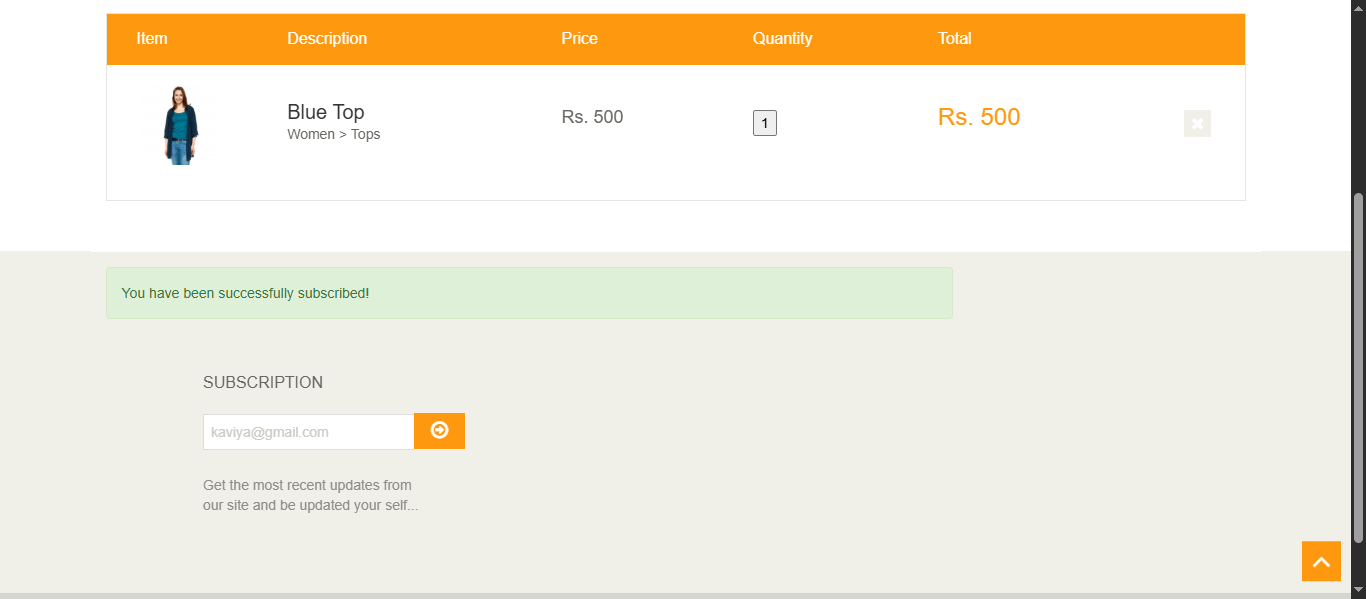 Item Description Price Quantity Total
Blue Top
Women > Tops
Rs. 500
1
Rs. 500
You have been successfully subscribed!
SUBSCRIPTION
kaviya@gmail.com
Get the most recent updates from
our site and be updated your self...